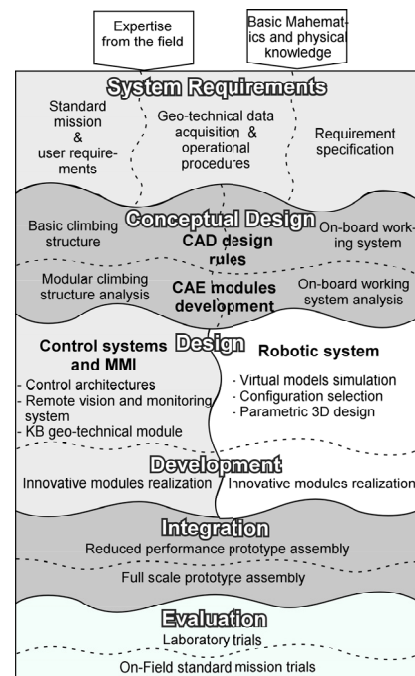 Expertise
from the field
Basic Mahemat-
ics and physical
knowledge
System Requirements
Standard
mission
&
user require-
ments
Geo-technical data
acquisition &
operational
procedures
Requirement
specification
Conceptual Design
Basic climbing
structure
CAD design
rules
On-board work-
ing system
Modular climbing
structure analysis
CAE modules
development
On-board working
system analysis
Design
Control systems
and MMI
- Control architectures
- Remote vision and monitoring
system
- KB geo-technical module
Robotic system
· Virtual models simulation
· Configuration selection
· Parametric 3D design
Development
Innovative modules realization
Innovative modules realization
Integration
Reduced performance prototype assembly
Full scale prototype assembly
Evaluation
Laboratory trials
On-Field standard mission trials